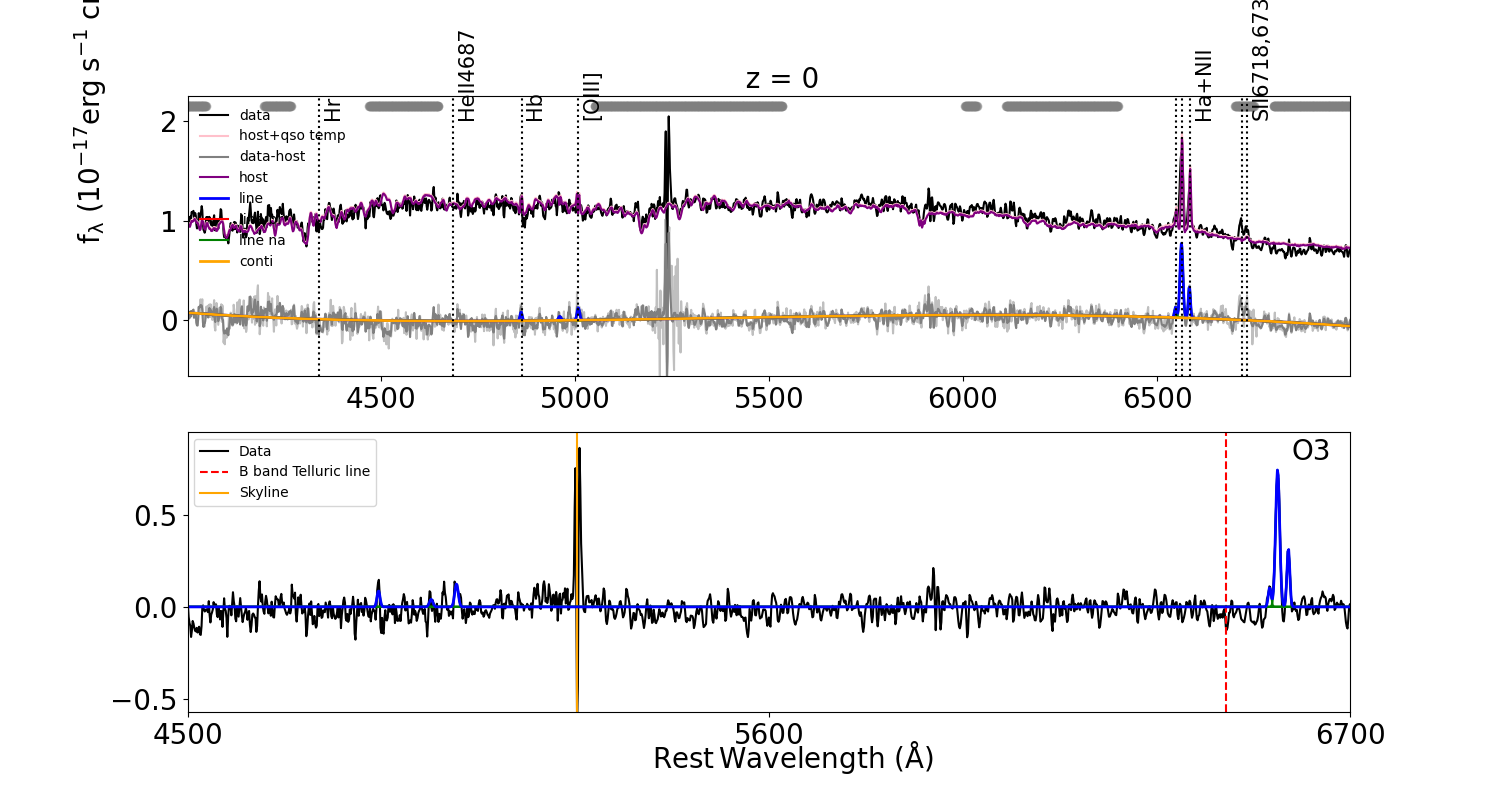 z = 0
f_λ (10^−17 erg s^−1 c
Hr
HeII4687
Hb
[OIII]
Ha+NII
SII6718,673
data
host+qso temp
data-host
host
line
line na
conti
2
1
0
4500
5000
5500
6000
6500
Data
B band Telluric line
Skyline
O3
0.5
0.0
−0.5
4500
5600
6700
Rest Wavelength (Å)